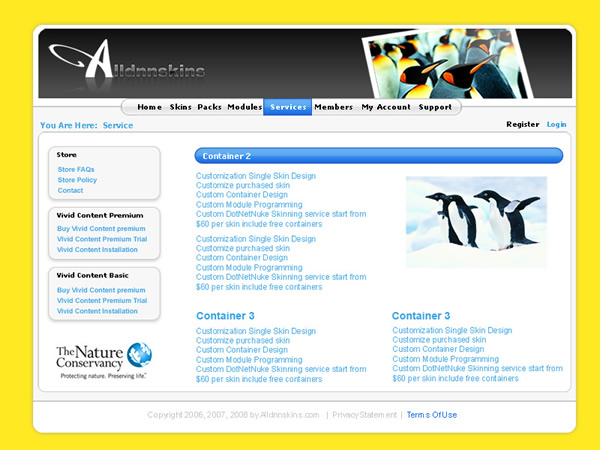 Alldnnskins
Home Skins Packs Modules Services Members My Account Support
You Are Here: Service
Register Login
Store
Store FAQs
Store Policy
Contact
Vivid Content Premium
Buy Vivid Content premium
Vivid Content Premium Trial
Vivid Content Installation
Vivid Content Basic
Buy Vivid Content premium
Vivid Content Premium Trial
Vivid Content Installation
The Nature
Conservancy
Protecting nature. Preserving life.
Container 2
Customization Single Skin Design
Customize purchased skin
Custom Container Design
Custom Module Programming
Custom DotNetNuke Skinning service start from
$60 per skin include free containers
Customization Single Skin Design
Customize purchased skin
Custom Container Design
Custom Module Programming
Custom DotNetNuke Skinning service start from
$60 per skin include free containers
Container 3
Customization Single Skin Design
Customize purchased skin
Custom Container Design
Custom Module Programming
Custom DotNetNuke Skinning service start from
$60 per skin include free containers
Container 3
Customization Single Skin Design
Customize purchased skin
Custom Container Design
Custom Module Programming
Custom DotNetNuke Skinning service start from
$60 per skin include free containers
Copyright 2006, 2007, 2008 by Alldnnskins.com | Privacy Statement | Terms Of Use